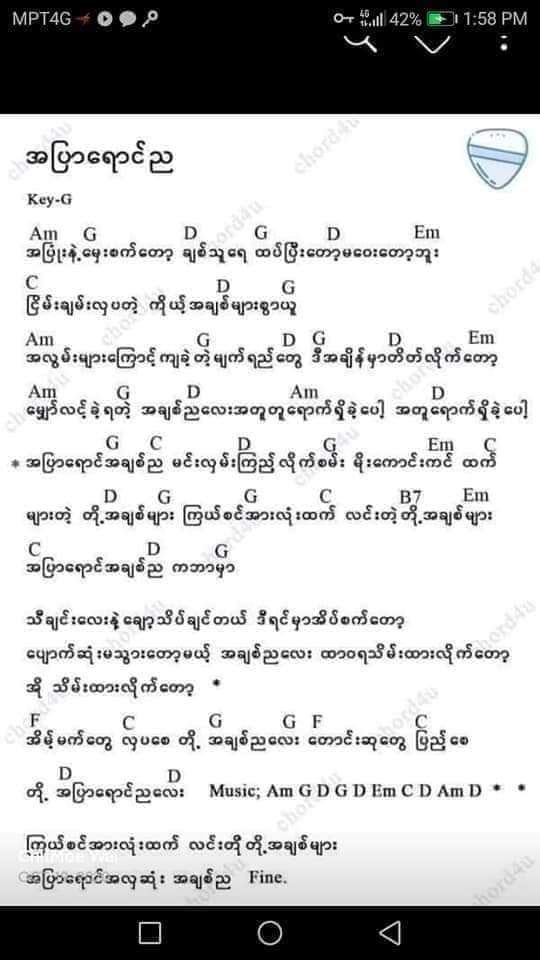 MPT4G 4G 42% 1:58 PM
အပြာရောင်ည
Key-G
Am G D G D Em
အပြုံးနဲ့မှေးစက်တော့ ချစ်သူရေ ထပ်ပြီးတော့မဝေးတော့ဘူး
C D G
ငြိမ်းချမ်းလှပတဲ့ ကိုယ့်အချစ်များစွာယူ
Am G D G D Em
အလွမ်းများကြောင့်ကျခဲ့တဲ့မျက်ရည်တွေ ဒီအချိန်မှာတိတ်လိုက်တော့
Am G D Am D
မျှော်လင့်ခဲ့ရတဲ့ အချစ်ညလေးအတူတူရောက်ရှိခဲ့ပေါ့ အတူရောက်ရှိခဲ့ပေါ့
G C D G Em C
* အပြာရောင်အချစ်ည မင်းလှမ်းကြည့်လိုက်စမ်း မိုးကောင်းကင် ထက်
D G G C B7 Em
များတဲ့ တို့အချစ်များ ကြယ်စင်အားလုံးထက် လင်းတဲ့တို့အချစ်များ
C D G
အပြာရောင်အချစ်ည ကဘာမှာ
သီချင်းလေးနဲ့ချော့သိပ်ချင်တယ် ဒီရင်မှာအိပ်စက်တော့
ပျောက်ဆုံးမသွားတော့မယ့် အချစ်ညလေး ထာဝရသိမ်းထားလိုက်တော့
အို သိမ်းထားလိုက်တော့ *
F C G G F C
အိမ့်မက်တွေ လှပစေ တို့ အချစ်ညလေး တောင်းဆုတွေ ပြည့်စေ
D D
တို့ အပြာရောင်ညလေး Music; Am G D G D Em C D Am D * *
ကြယ်စင်အားလုံးထက် လင်းတဲ့တို့အချစ်များ
အပြာရောင်အလှဆုံး အချစ်ည Fine.
chord4u